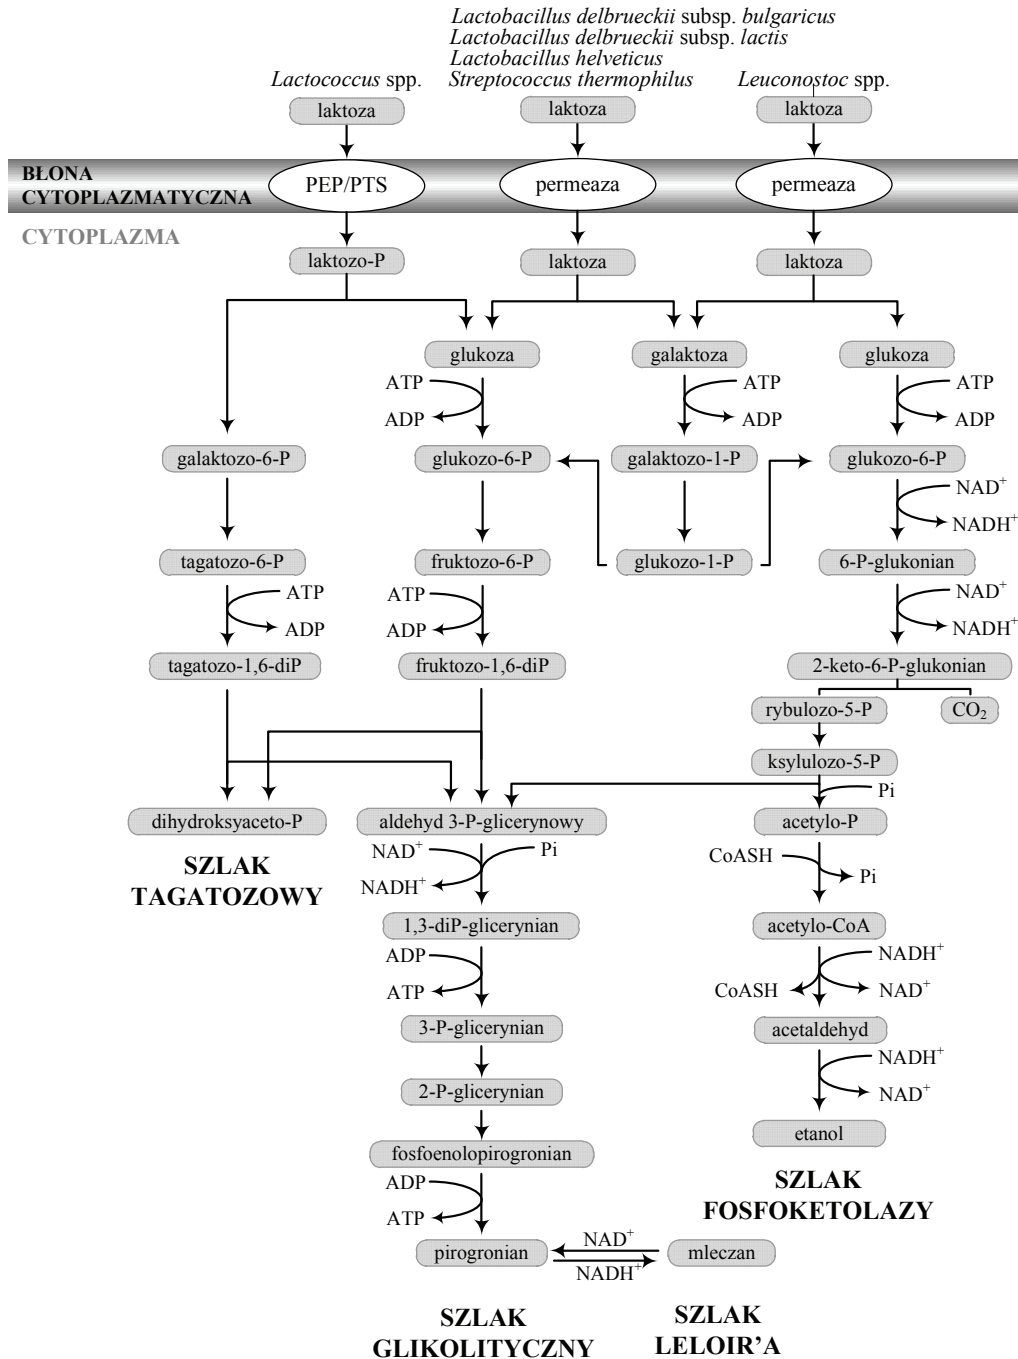 Lactobacillus delbrueckii subsp. bulgaricus
Lactobacillus delbrueckii subsp. lactis
Lactobacillus helveticus
Lactococcus spp. Streptococcus thermophilus Leuconostoc spp.
laktoza laktoza laktoza
BŁONA
CYTOPLAZMATYCZNA
PEP/PTS permeaza permeaza
CYTOPLAZMA
laktozo-P laktoza laktoza
glukoza galaktoza glukoza
ATP ATP ATP
ADP ADP ADP
galaktozo-6-P glukozo-6-P galaktozo-1-P glukozo-6-P
NAD⁺
NADH⁺
tagatozo-6-P fruktozo-6-P glukozo-1-P 6-P-glukonian
ATP ATP NAD⁺
ADP ADP NADH⁺
tagatozo-1,6-diP fruktozo-1,6-diP 2-keto-6-P-glukonian
rybulozo-5-P CO₂
ksylulozo-5-P
Pi
dihydroksyaceto-P aldehyd 3-P-glicerynowy acetylo-P
SZLAK
TAGATOZOWY
NAD⁺ Pi CoASH
NADH⁺ Pi
1,3-diP-glicerynian acetylo-CoA
ADP NADH⁺
ATP CoASH NAD⁺
3-P-glicerynian acetaldehyd
NADH⁺
2-P-glicerynian NAD⁺
etanol
fosfoenolopirogronian
SZLAK
FOSFOKETOLAZY
ADP
ATP
NAD⁺
pirogronian mleczan
NADH⁺
SZLAK
GLIKOLITYCZNY
SZLAK
LELOIR'A